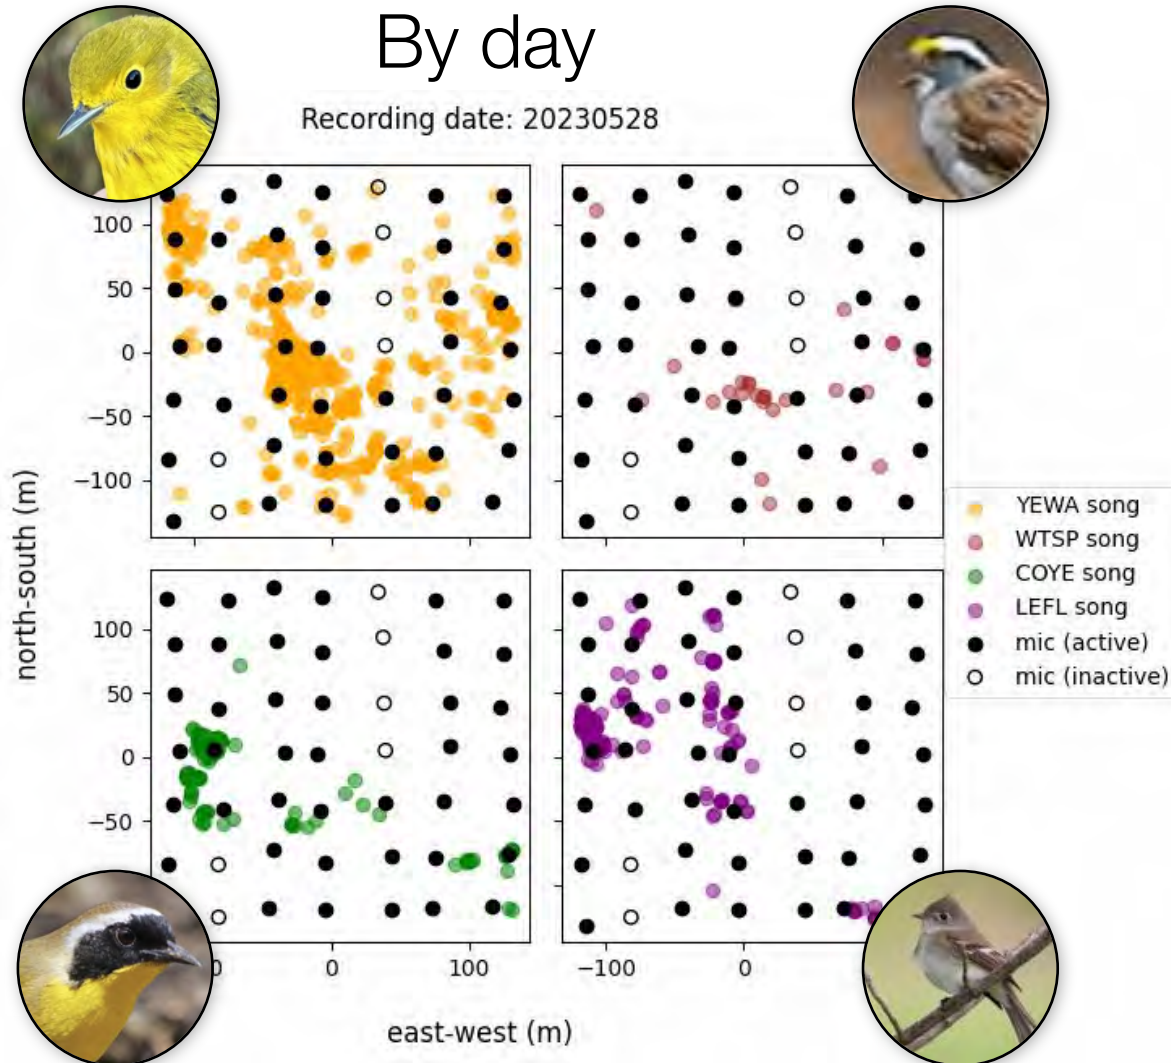 By day
Recording date: 20230528
100
50
0
−50
−100
north-south (m)
YEWA song
WTSP song
COYE song
LEFL song
mic (active)
mic (inactive)
100
50
0
−50
0
100
−100
0
east-west (m)